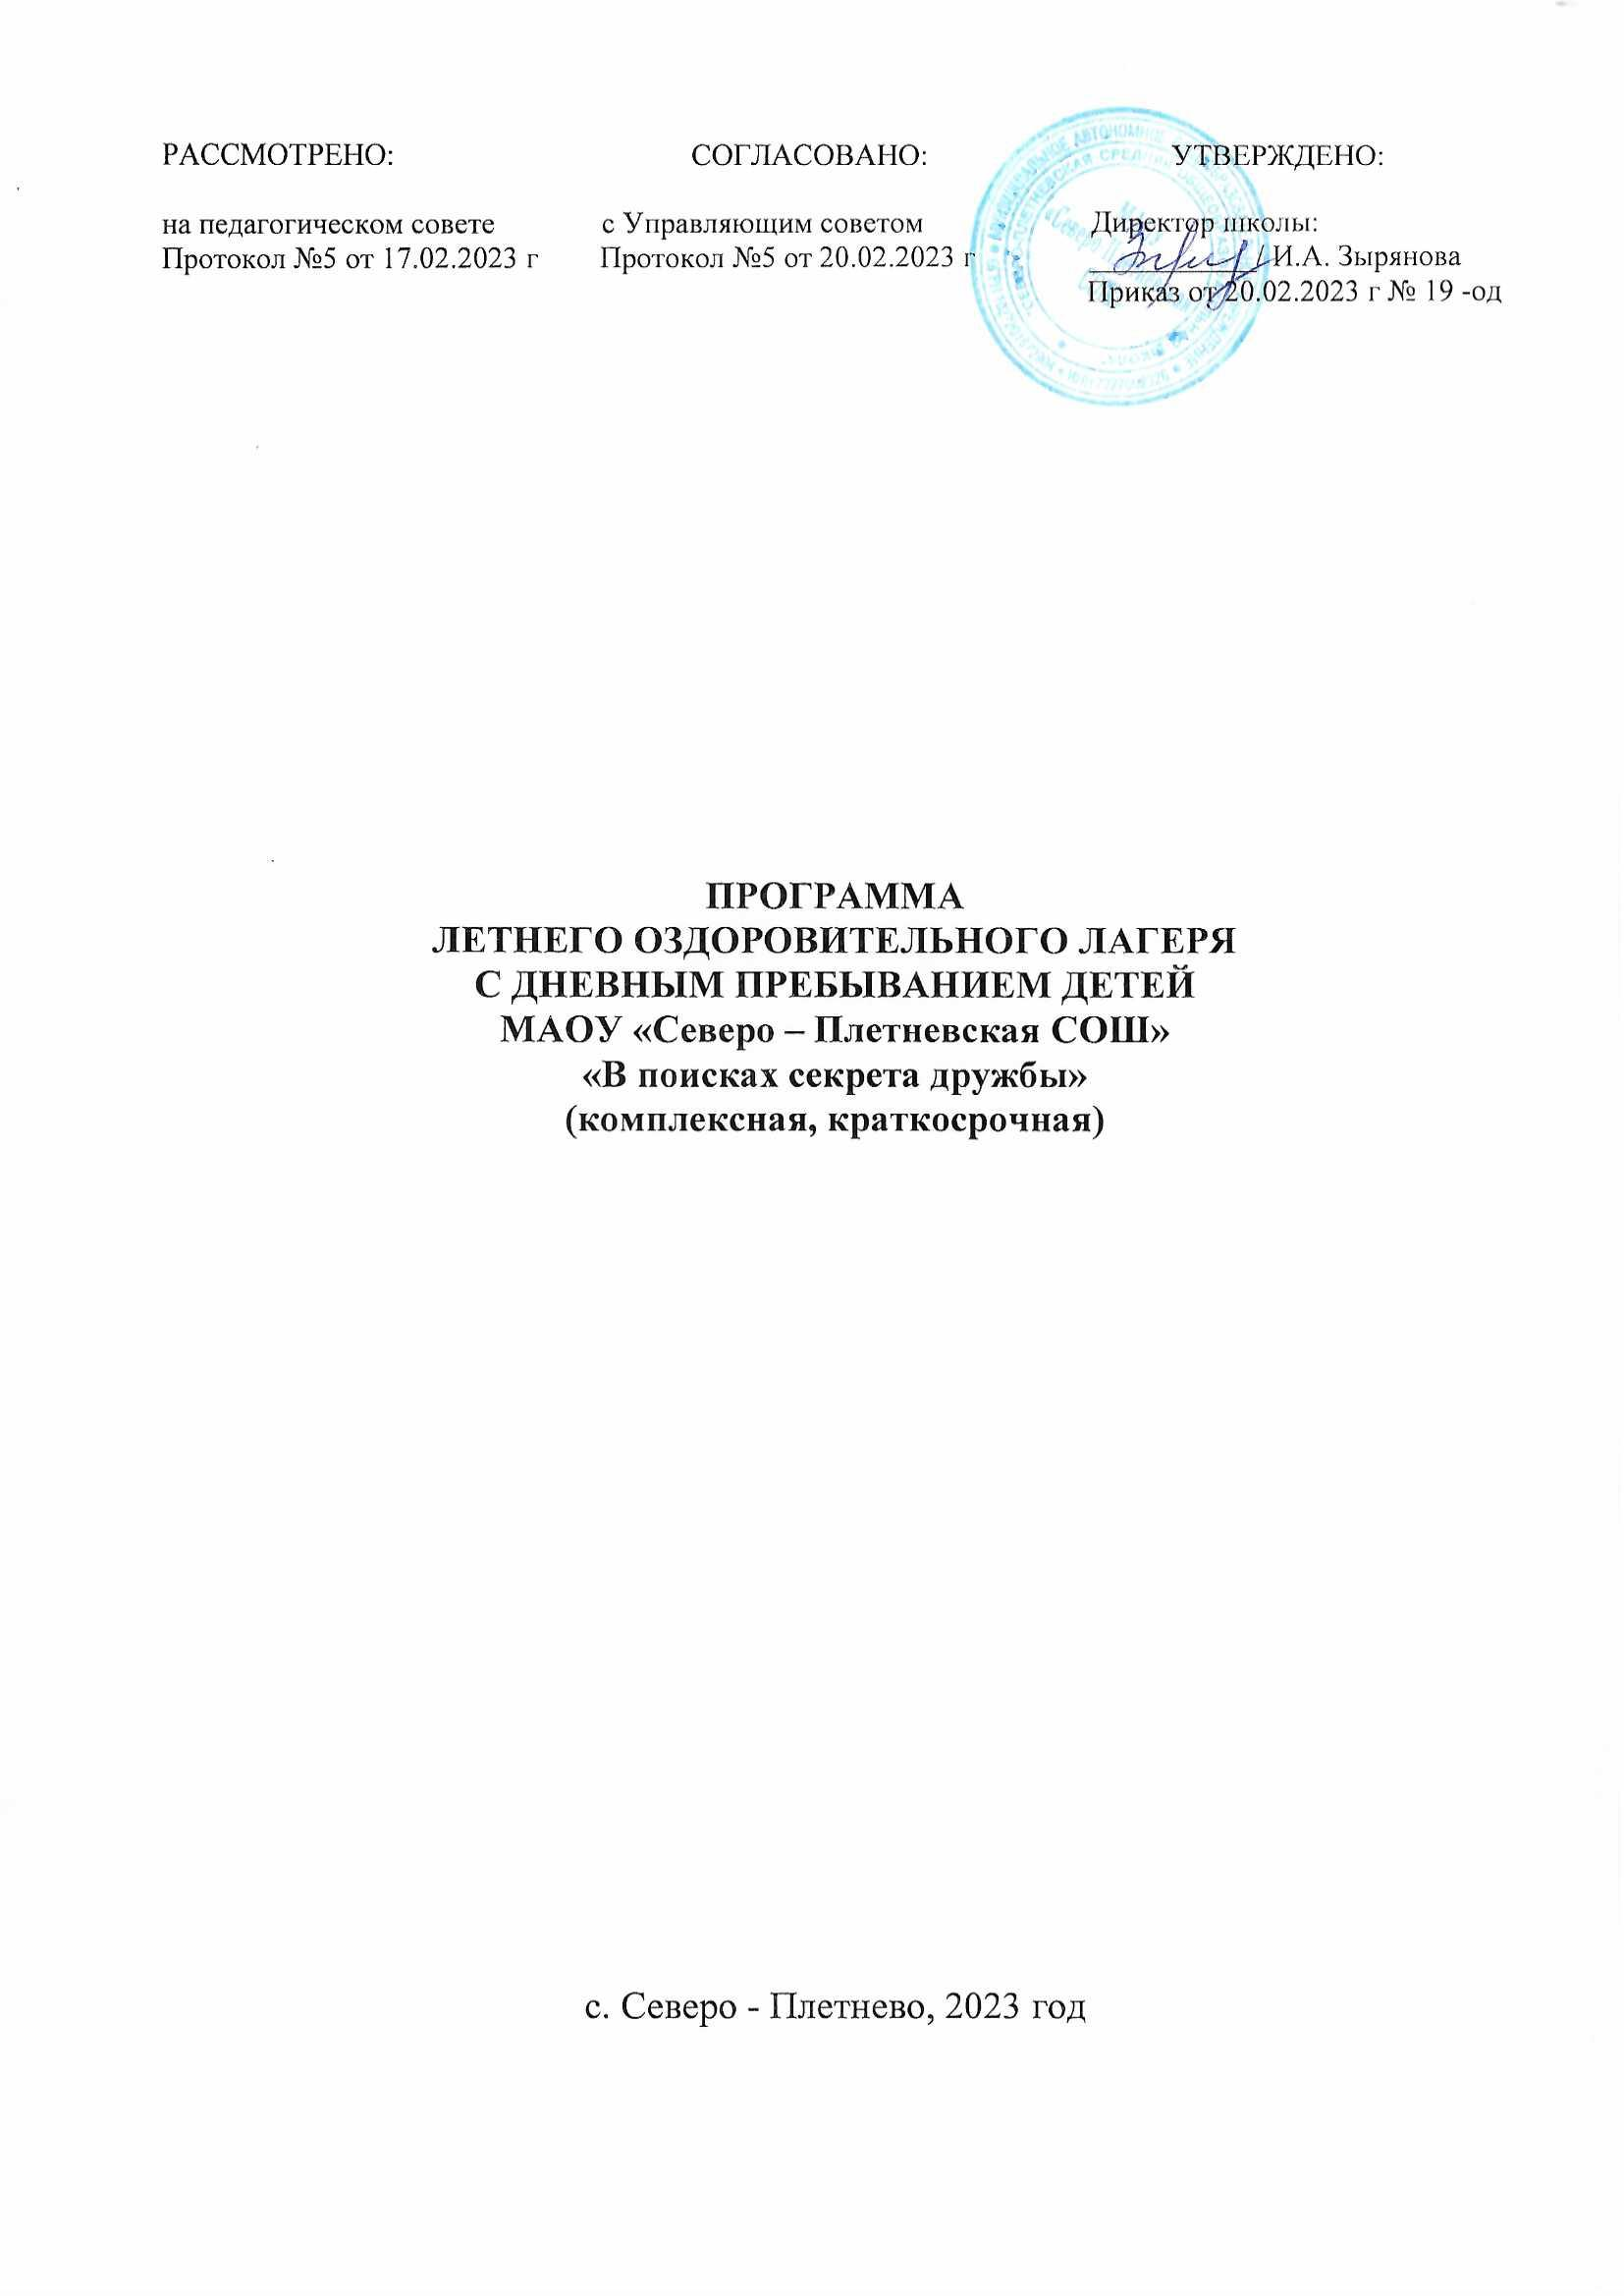 РАССМОТРЕНО: СОГЛАСОВАНО: УТВЕРЖДЕНО:
на педагогическом совете с Управляющим советом Директор школы:
Протокол №5 от 17.02.2023 г Протокол №5 от 20.02.2023 г ____________/ И.А. Зырянова
Приказ от 20.02.2023 г № 19 -од
ПРОГРАММА
ЛЕТНЕГО ОЗДОРОВИТЕЛЬНОГО ЛАГЕРЯ
С ДНЕВНЫМ ПРЕБЫВАНИЕМ ДЕТЕЙ
МАОУ «Северо – Плетневская СОШ»
«В поисках секрета дружбы»
(комплексная, краткосрочная)
с. Северо - Плетнево, 2023 год